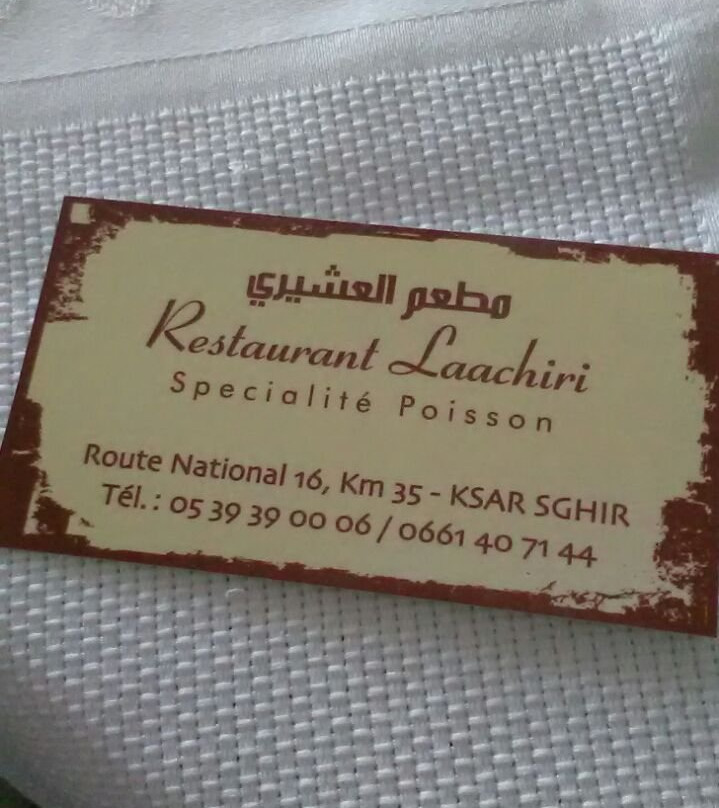 مطعم العشيري
Restaurant Laachiri
Specialité Poisson
Route National 16, Km 35 - KSAR SGHIR
Tél. : 05 39 39 00 06 / 0661 40 71 44